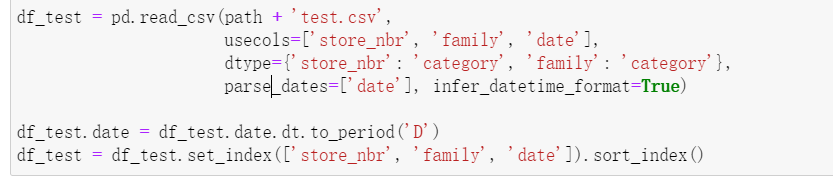 df_test = pd.read_csv(path + 'test.csv',
                      usecols=['store_nbr', 'family', 'date'],
                      dtype={'store_nbr': 'category', 'family': 'category'},
                      parse_dates=['date'], infer_datetime_format=True)

df_test.date = df_test.date.dt.to_period('D')
df_test = df_test.set_index(['store_nbr', 'family', 'date']).sort_index()